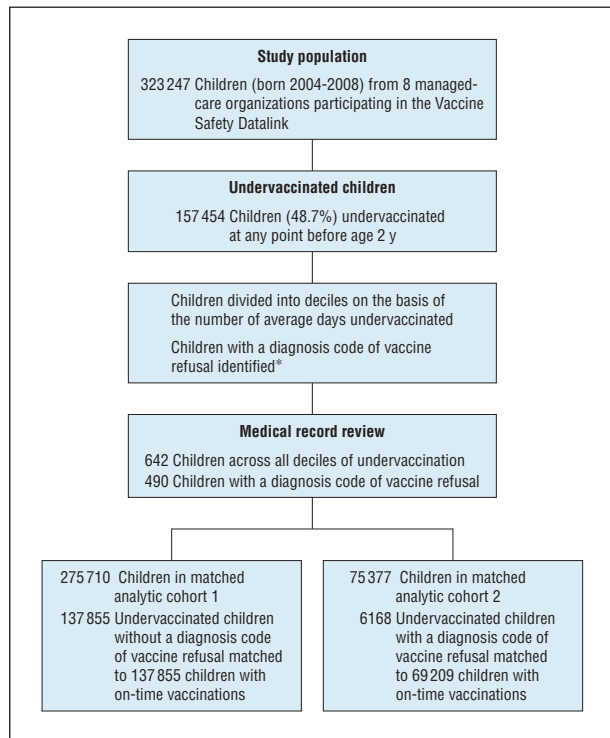 Study population
323 247 Children (born 2004-2008) from 8 managed-
care organizations participating in the Vaccine
Safety Datalink
Undervaccinated children
157 454 Children (48.7%) undervaccinated
at any point before age 2 y
Children divided into deciles on the basis of
the number of average days undervaccinated
Children with a diagnosis code of vaccine
refusal identified*
Medical record review
642 Children across all deciles of undervaccination
490 Children with a diagnosis code of vaccine refusal
275 710 Children in matched
analytic cohort 1
137 855 Undervaccinated children
without a diagnosis code
of vaccine refusal matched
to 137 855 children with
on-time vaccinations
75 377 Children in matched
analytic cohort 2
6168 Undervaccinated children
with a diagnosis code of
vaccine refusal matched
to 69 209 children with
on-time vaccinations